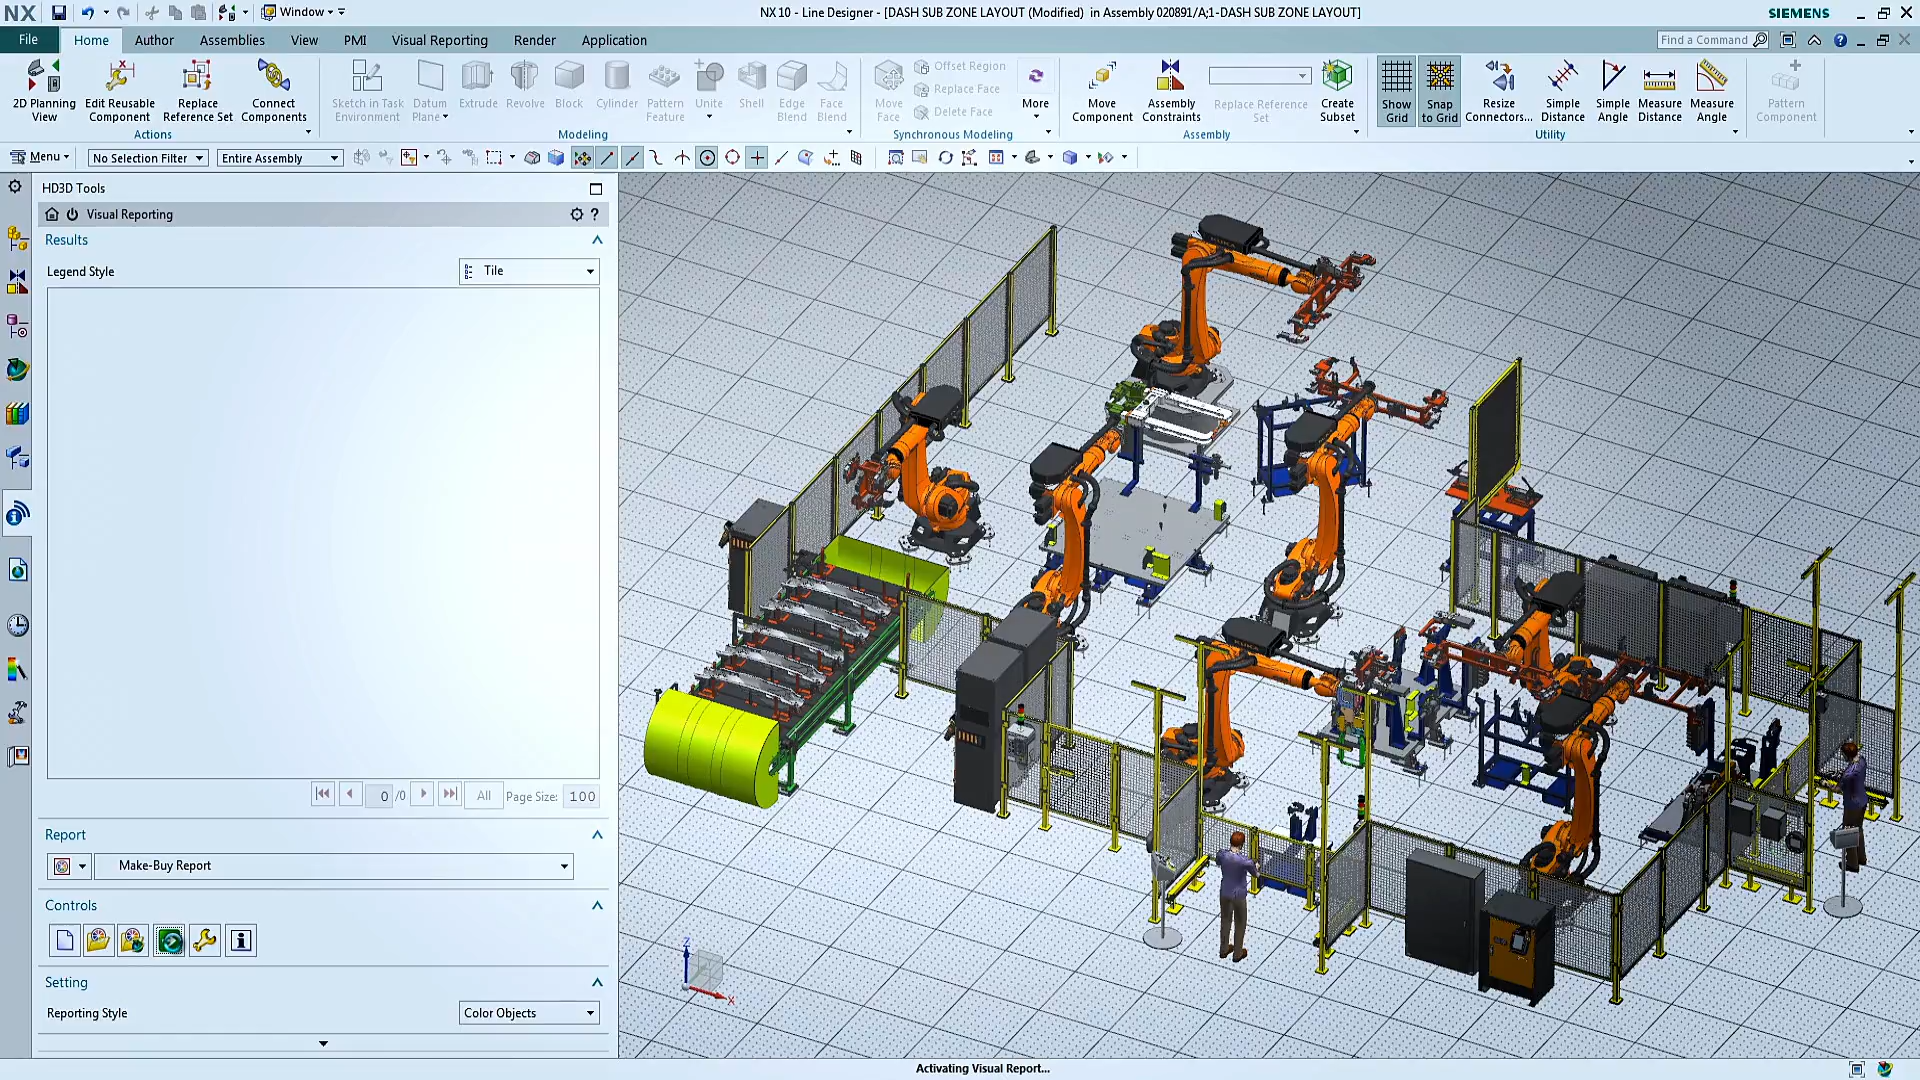 NX
Window
NX 10 - Line Designer - [DASH SUB ZONE LAYOUT (Modified) in Assembly 020891/A;1-DASH SUB ZONE LAYOUT]
SIEMENS
File
Home
Author
Assemblies
View
PMI
Visual Reporting
Render
Application
Find a Command
2D Planning View
Edit Reusable Component
Replace Reference Set
Connect Components
Actions
Sketch in Task Environment
Datum Plane
Extrude
Revolve
Block
Cylinder
Pattern Feature
Unite
Shell
Edge Blend
Face Blend
Modeling
Move Face
Offset Region
Replace Face
Delete Face
More
Synchronous Modeling
Move Component
Assembly Constraints
Replace Reference Set
Create Subset
Assembly
Show Grid
Snap to Grid
Resize Connectors...
Simple Distance
Simple Angle
Measure Distance
Measure Angle
Utility
Pattern Component
Menu
No Selection Filter
Entire Assembly
HD3D Tools
Visual Reporting
?
Results
Legend Style
Tile
0 /0
All
Page Size: 100
Report
Make-Buy Report
Controls
Setting
Reporting Style
Color Objects
Z
X
Activating Visual Report...